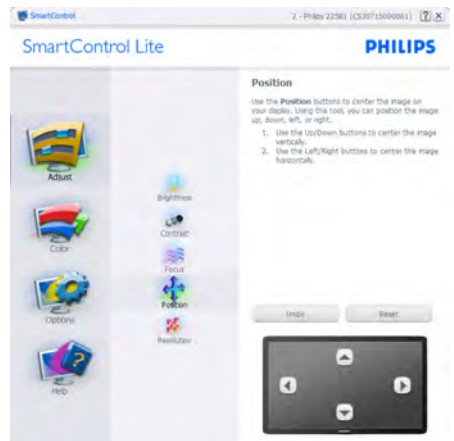 SmartControl
2 - Philips 225B1 (CS30715000001)
SmartControl Lite
PHILIPS
Position
Use the Position buttons to center the image on
your display. Using this tool, you can position the image
up, down, left, or right.
1. Use the Up/Down buttons to center the image
vertically.
2. Use the Left/Right buttons to center the image
horizontally.
Adjust
Color
Options
Help
Brightness
Contrast
Focus
Position
Resolution
Undo
Reset